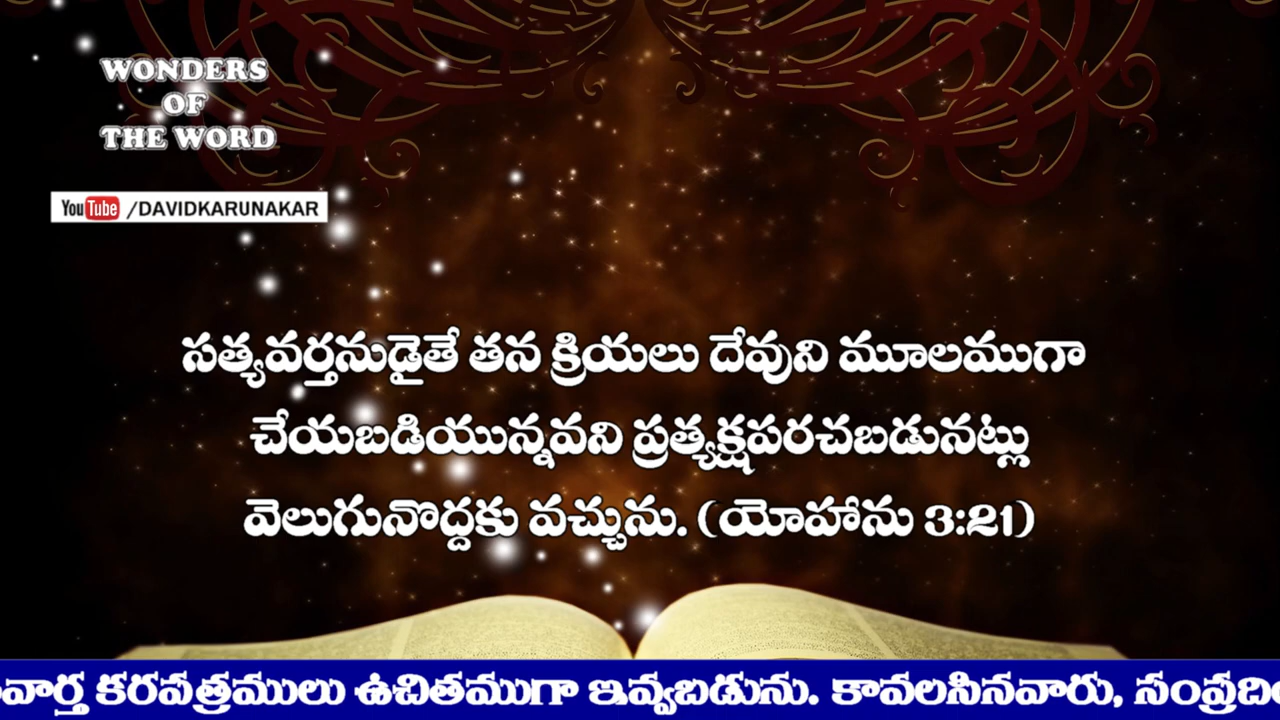 WONDERS
OF
THE WORD
YouTube /DAVIDKARUNAKAR
సత్యవర్తనుడైతే తన క్రియలు దేవుని మూలముగా
చేయబడియున్నవని ప్రత్యక్షపరచబడునట్లు
వెలుగునొద్దకు వచ్చును. (యోహాను 3:21)
కరపత్రములు ఉచితముగా ఇవ్వబడును. కావలసినవారు,